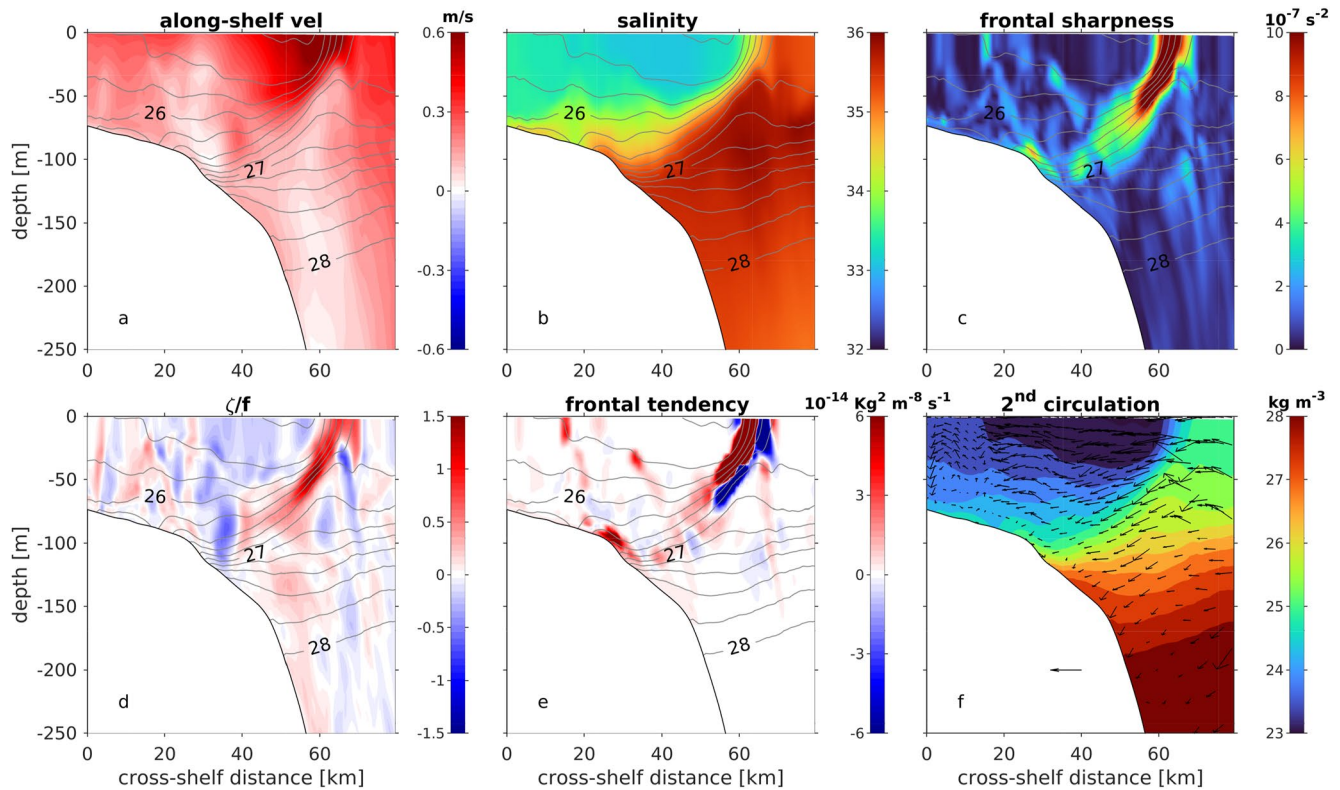 along-shelf vel
m/s
salinity
frontal sharpness
10-7 s-2
0
-50
-100
-150
-200
-250
depth [m]
26
27
28
a
0.6
0.3
0
-0.3
-0.6
0 20 40 60
26
27
28
b
36
35
34
33
32
0 20 40 60
26
27
28
c
10
8
6
4
2
0
0 20 40 60
ζ/f
frontal tendency
10-14 Kg2 m-8 s-1
2nd circulation
kg m-3
0
-50
-100
-150
-200
-250
depth [m]
26
27
28
d
1.5
1
0.5
0
-0.5
-1
-1.5
0 20 40 60
cross-shelf distance [km]
26
27
28
e
6
3
0
-3
-6
0 20 40 60
cross-shelf distance [km]
f
28
27
26
25
24
23
0 20 40 60
cross-shelf distance [km]